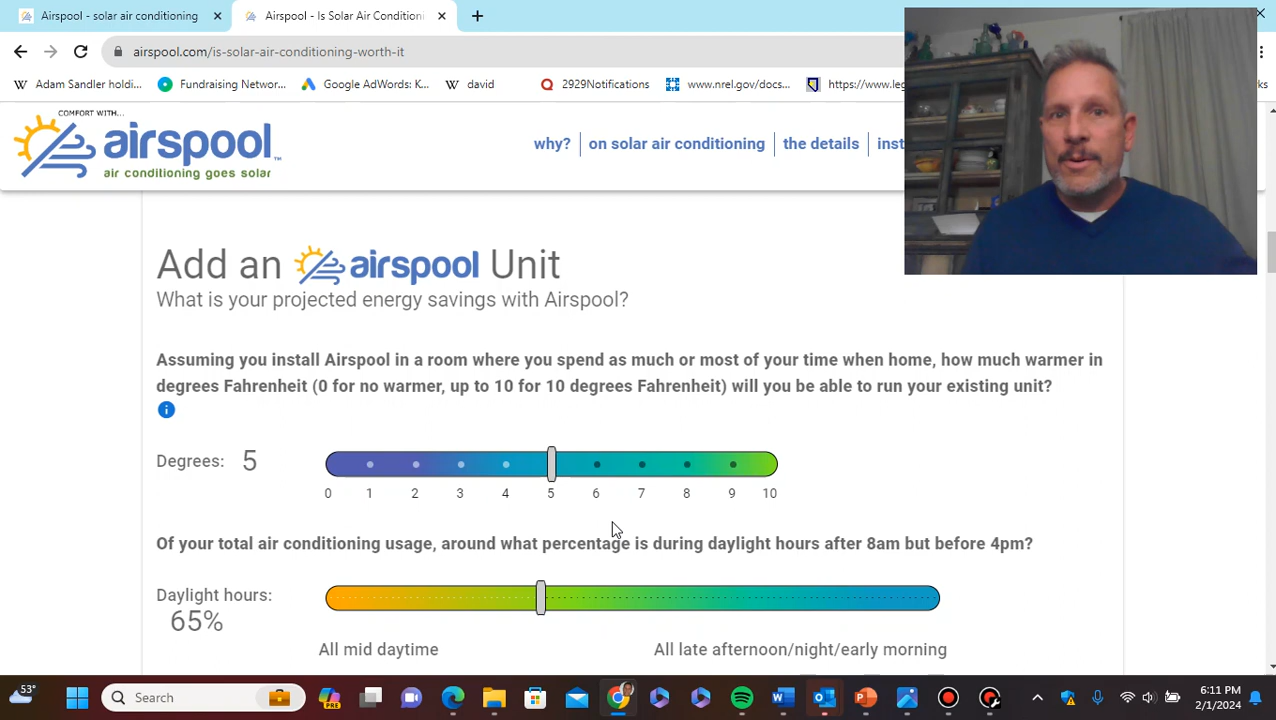 Airspool - solar air conditioning
Airspool - Is Solar Air Condition
airspool.com/is-solar-air-conditioning-worth-it
Adam Sandler holdi...
Fundraising Network...
Google AdWords: K...
david
2929Notifications
www.nrel.gov/docs...
https://www.leg
COMFORT WITH...
airspool™
air conditioning goes solar
why?
on solar air conditioning
the details
inst
Add an airspool Unit
What is your projected energy savings with Airspool?
Assuming you install Airspool in a room where you spend as much or most of your time when home, how much warmer in
degrees Fahrenheit (0 for no warmer, up to 10 for 10 degrees Fahrenheit) will you be able to run your existing unit?
Degrees: 5
0 1 2 3 4 5 6 7 8 9 10
Of your total air conditioning usage, around what percentage is during daylight hours after 8am but before 4pm?
Daylight hours:
65%
All mid daytime
All late afternoon/night/early morning
53°
Search
PRE
6:11 PM
2/1/2024